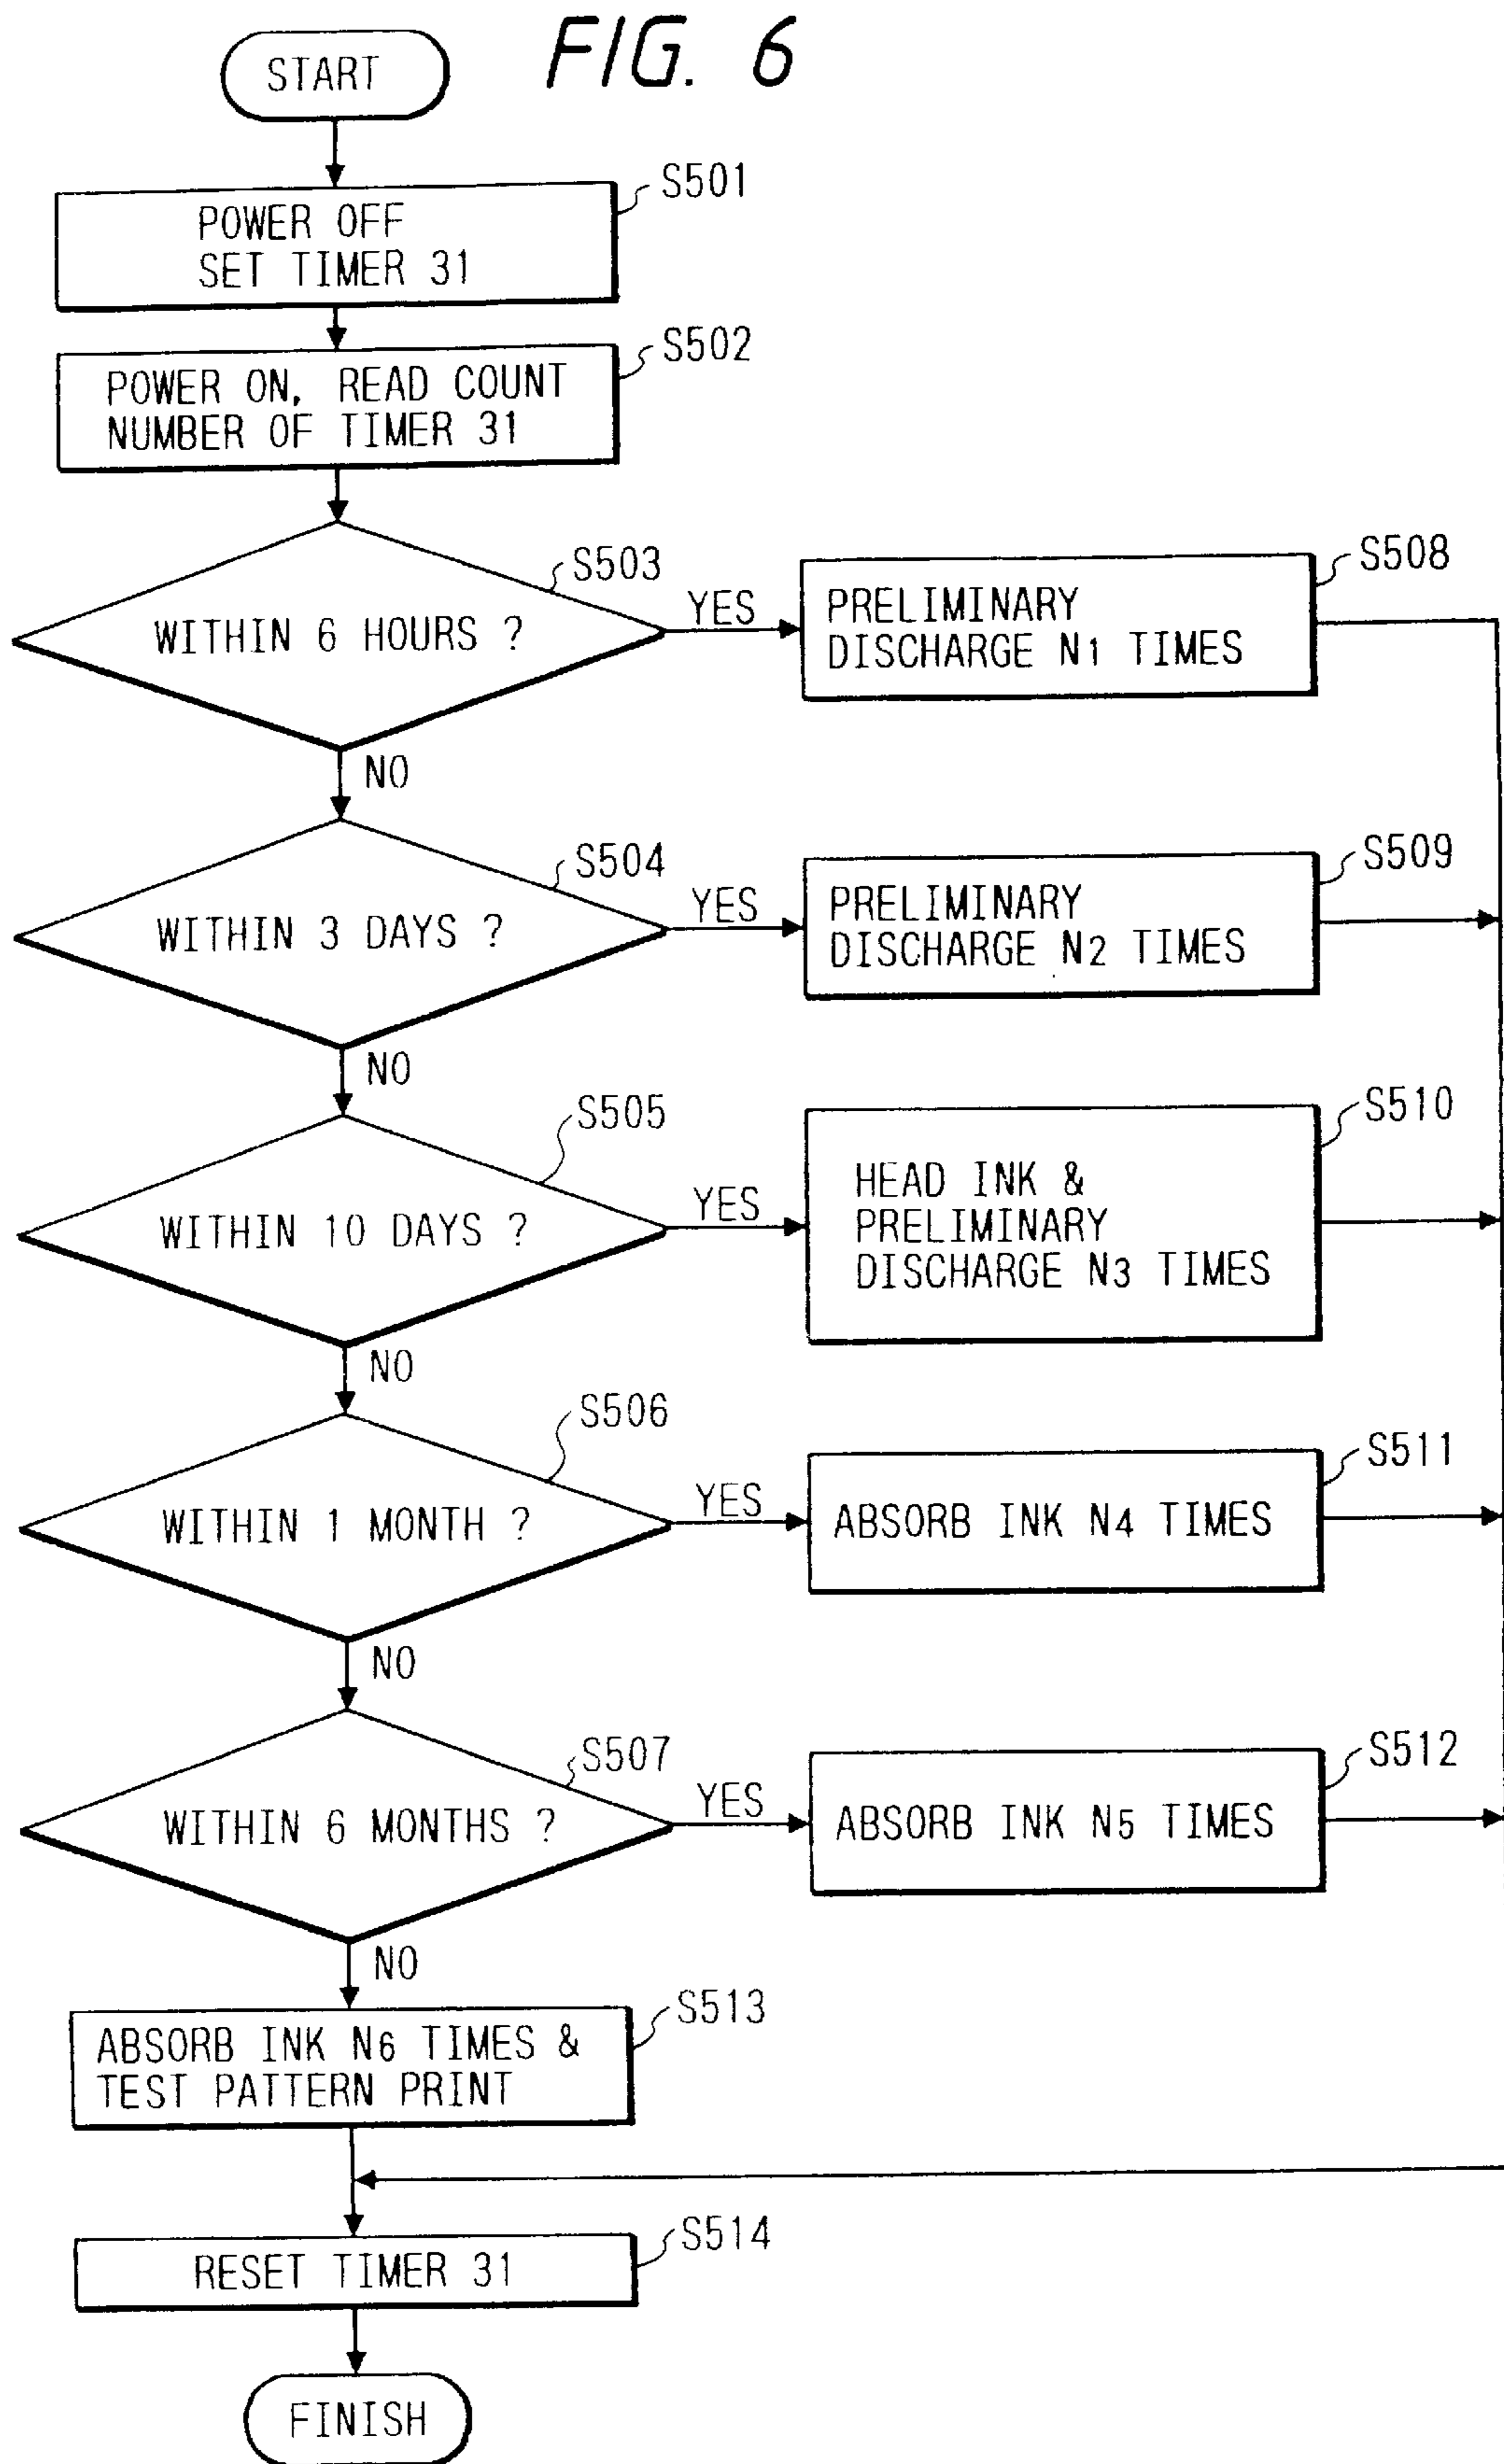 FIG. 6
START
S501
POWER OFF
SET TIMER 31
S502
POWER ON, READ COUNT
NUMBER OF TIMER 31
S503
WITHIN 6 HOURS ?
YES
S508
PRELIMINARY
DISCHARGE N1 TIMES
NO
S504
WITHIN 3 DAYS ?
YES
S509
PRELIMINARY
DISCHARGE N2 TIMES
NO
S505
WITHIN 10 DAYS ?
YES
S510
HEAD INK &
PRELIMINARY
DISCHARGE N3 TIMES
NO
S506
WITHIN 1 MONTH ?
YES
S511
ABSORB INK N4 TIMES
NO
S507
WITHIN 6 MONTHS ?
YES
S512
ABSORB INK N5 TIMES
NO
S513
ABSORB INK N6 TIMES &
TEST PATTERN PRINT
S514
RESET TIMER 31
FINISH